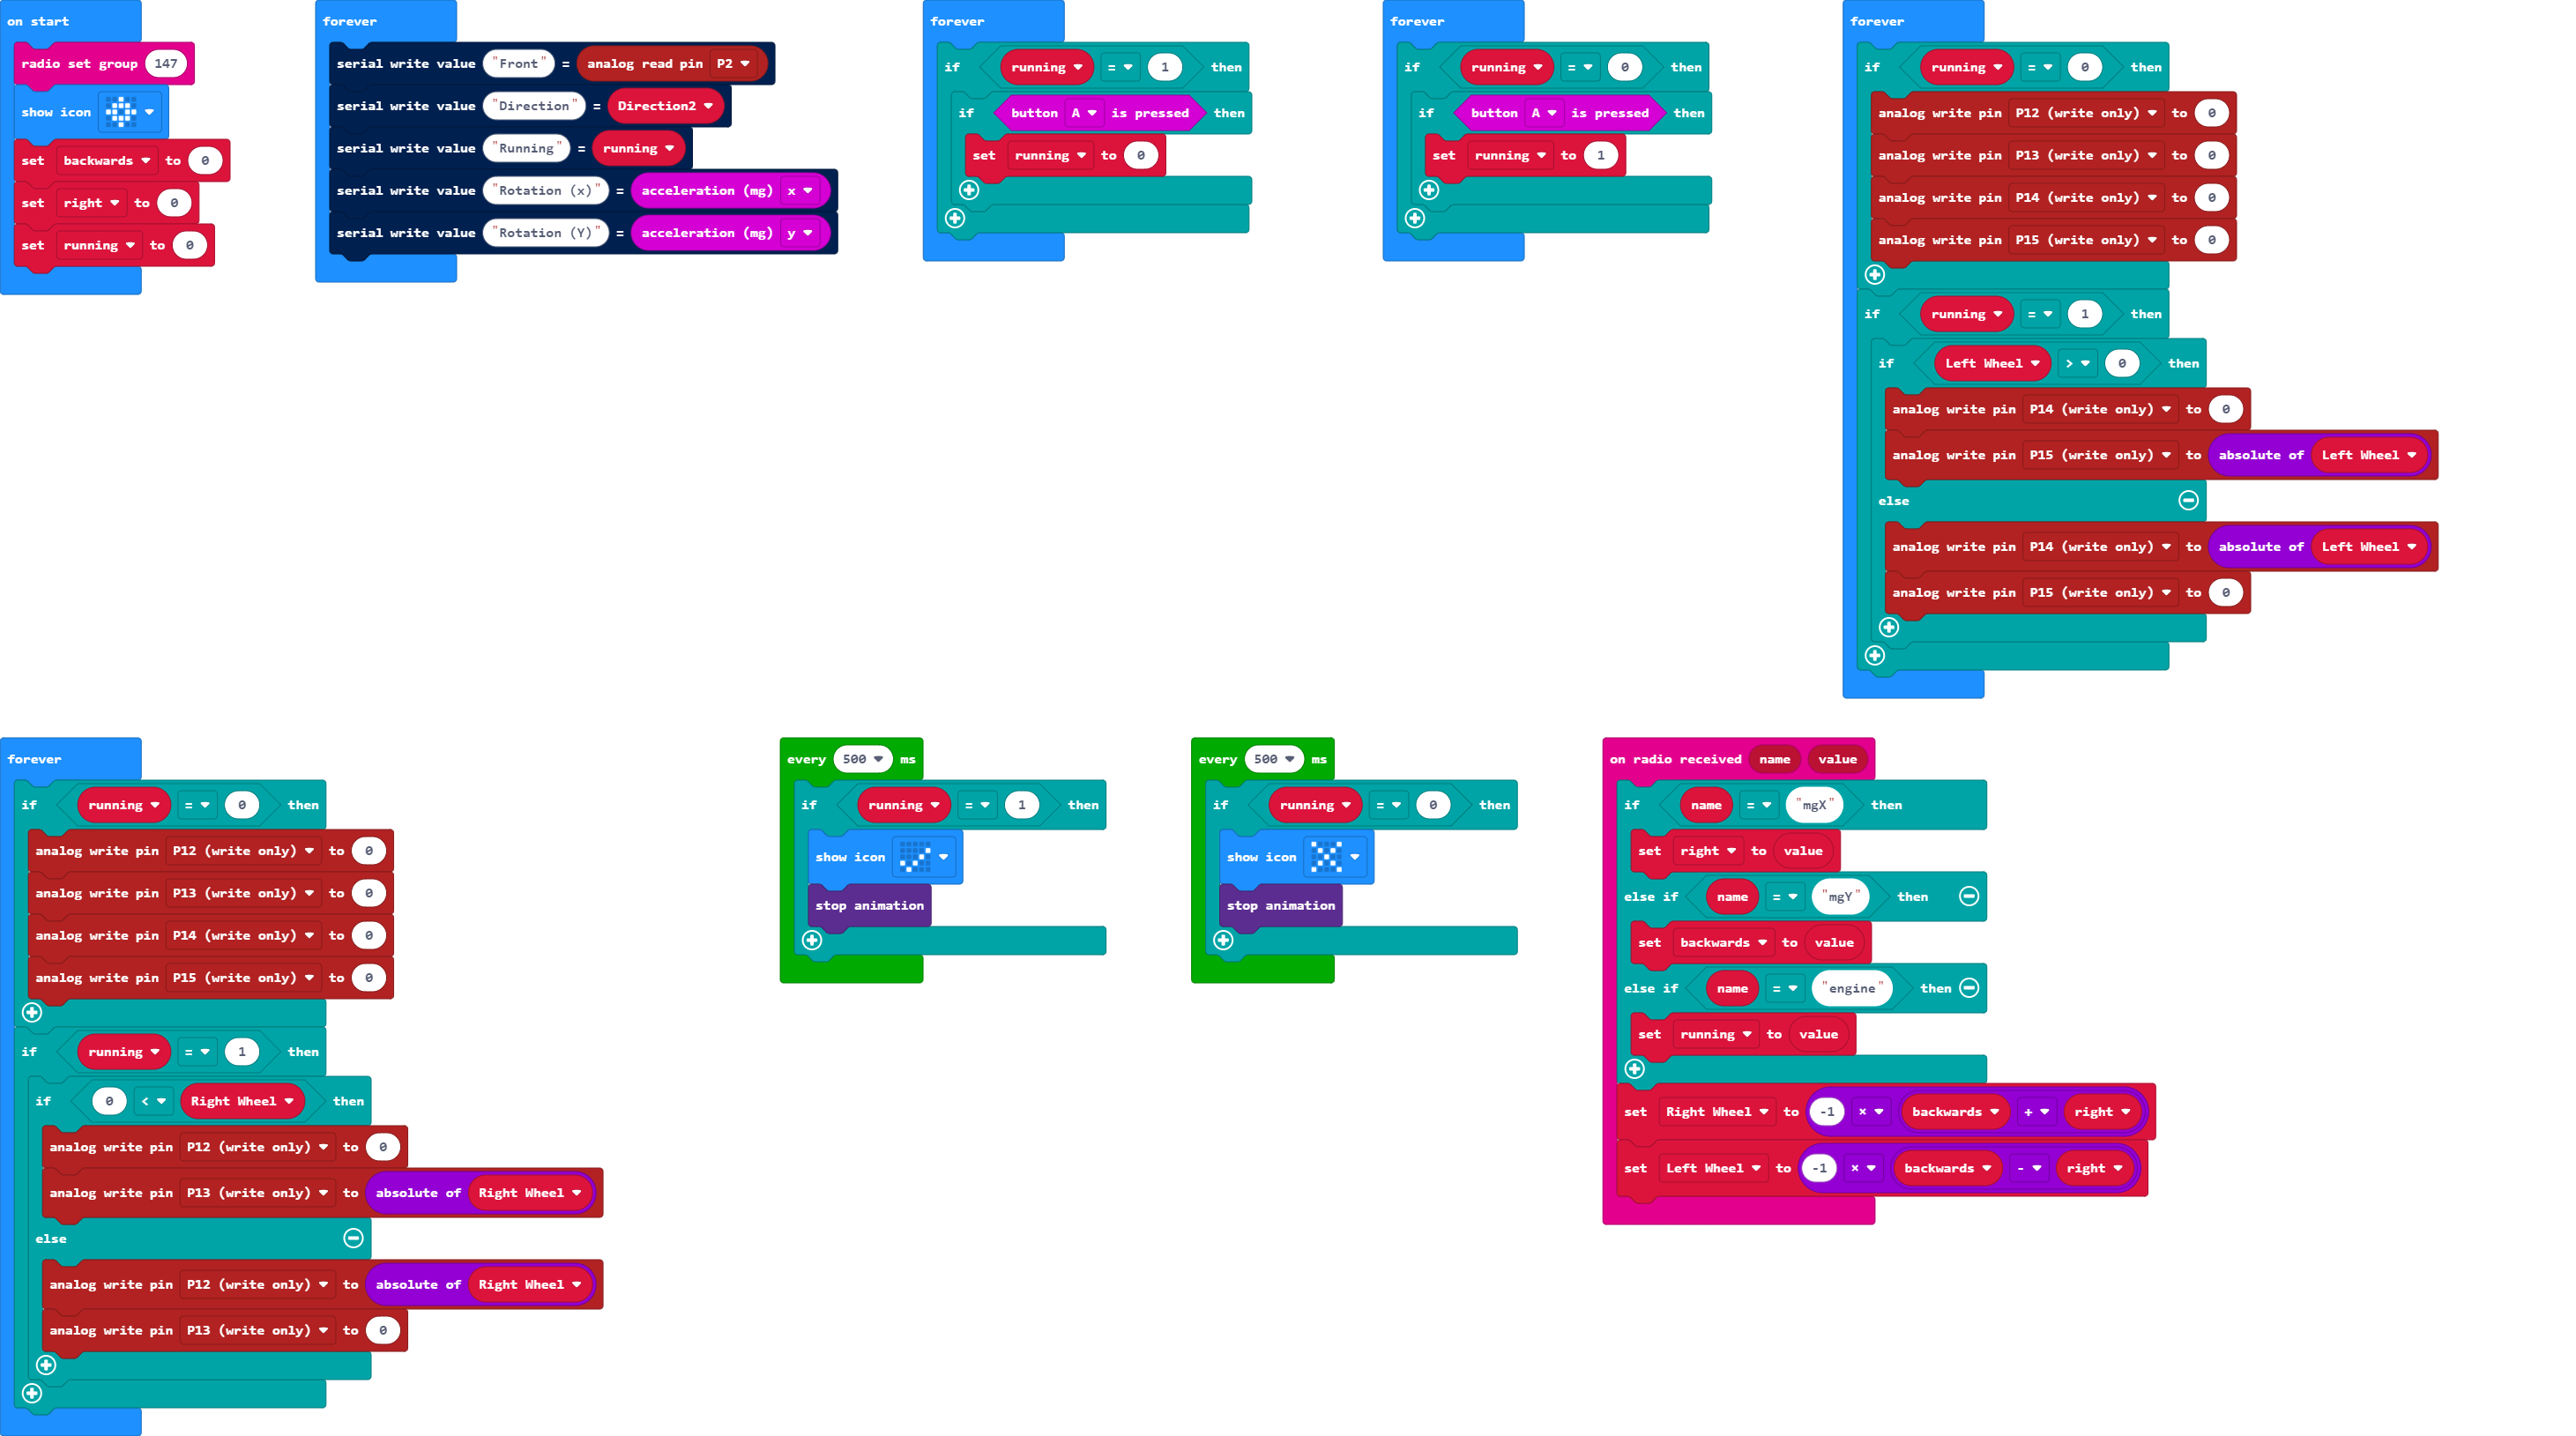 on start
radio set group 147
show icon
set backwards to 0
set right to 0
set running to 0
forever
serial write value "Front" = analog read pin P2
serial write value "Direction" = Direction2
serial write value "Running" = running
serial write value "Rotation (x)" = acceleration (mg) x
serial write value "Rotation (Y)" = acceleration (mg) y
forever
if running = 1 then
if button A is pressed then
set running to 0
forever
if running = 0 then
if button A is pressed then
set running to 1
forever
if running = 0 then
analog write pin P12 (write only) to 0
analog write pin P13 (write only) to 0
analog write pin P14 (write only) to 0
analog write pin P15 (write only) to 0
if running = 1 then
if Left Wheel > 0 then
analog write pin P14 (write only) to 0
analog write pin P15 (write only) to absolute of Left Wheel
else
analog write pin P14 (write only) to absolute of Left Wheel
analog write pin P15 (write only) to 0
forever
if running = 0 then
analog write pin P12 (write only) to 0
analog write pin P13 (write only) to 0
analog write pin P14 (write only) to 0
analog write pin P15 (write only) to 0
if running = 1 then
if 0 < Right Wheel then
analog write pin P12 (write only) to 0
analog write pin P13 (write only) to absolute of Right Wheel
else
analog write pin P12 (write only) to absolute of Right Wheel
analog write pin P13 (write only) to 0
every 500 ms
if running = 1 then
show icon
stop animation
every 500 ms
if running = 0 then
show icon
stop animation
on radio received name value
if name = "mgX" then
set right to value
else if name = "mgY" then
set backwards to value
else if name = "engine" then
set running to value
set Right Wheel to -1 × backwards + right
set Left Wheel to -1 × backwards - right